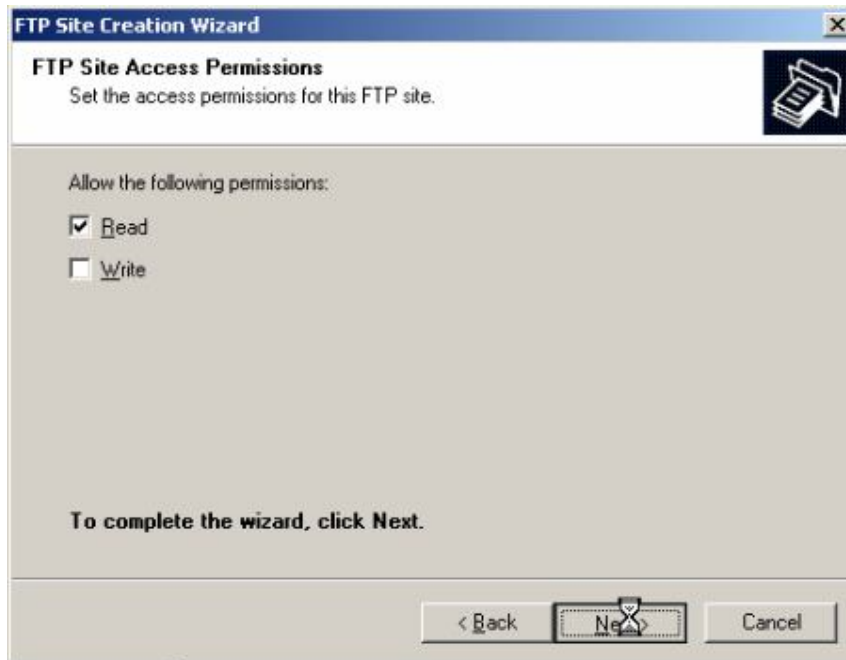 FTP Site Creation Wizard
FTP Site Access Permissions
Set the access permissions for this FTP site.
Allow the following permissions:
Read
Write
To complete the wizard, click Next.
< Back
Cancel